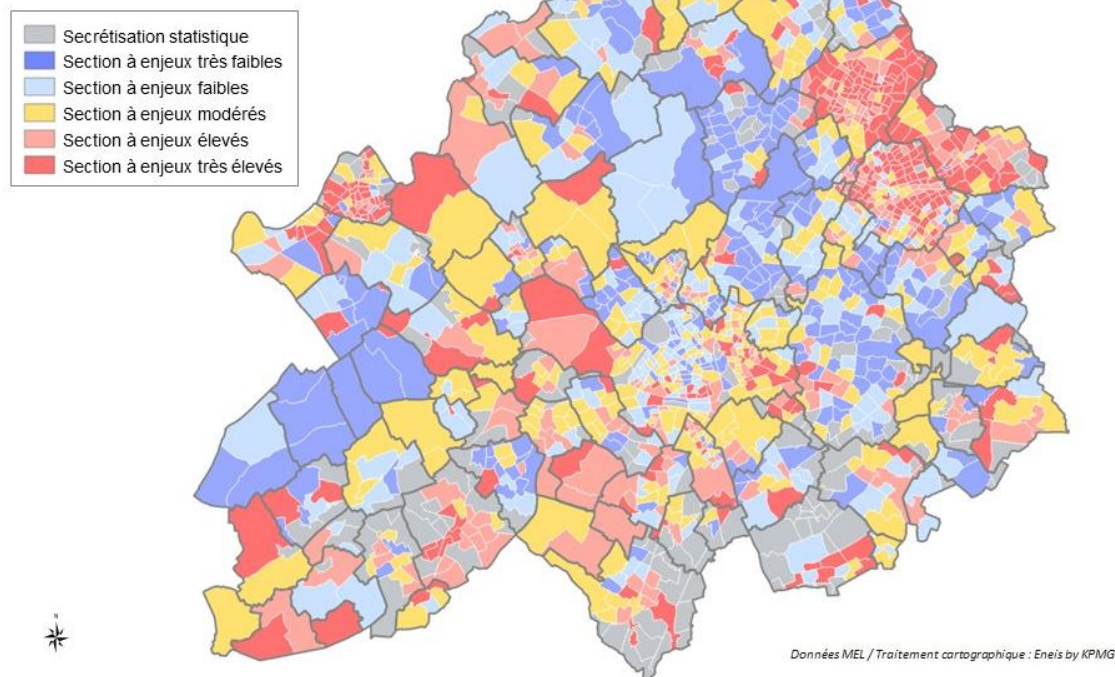 Secrétisation statistique
Section à enjeux très faibles
Section à enjeux faibles
Section à enjeux modérés
Section à enjeux élevés
Section à enjeux très élevés
N
Données MEL / Traitement cartographique : Eneis by KPMG